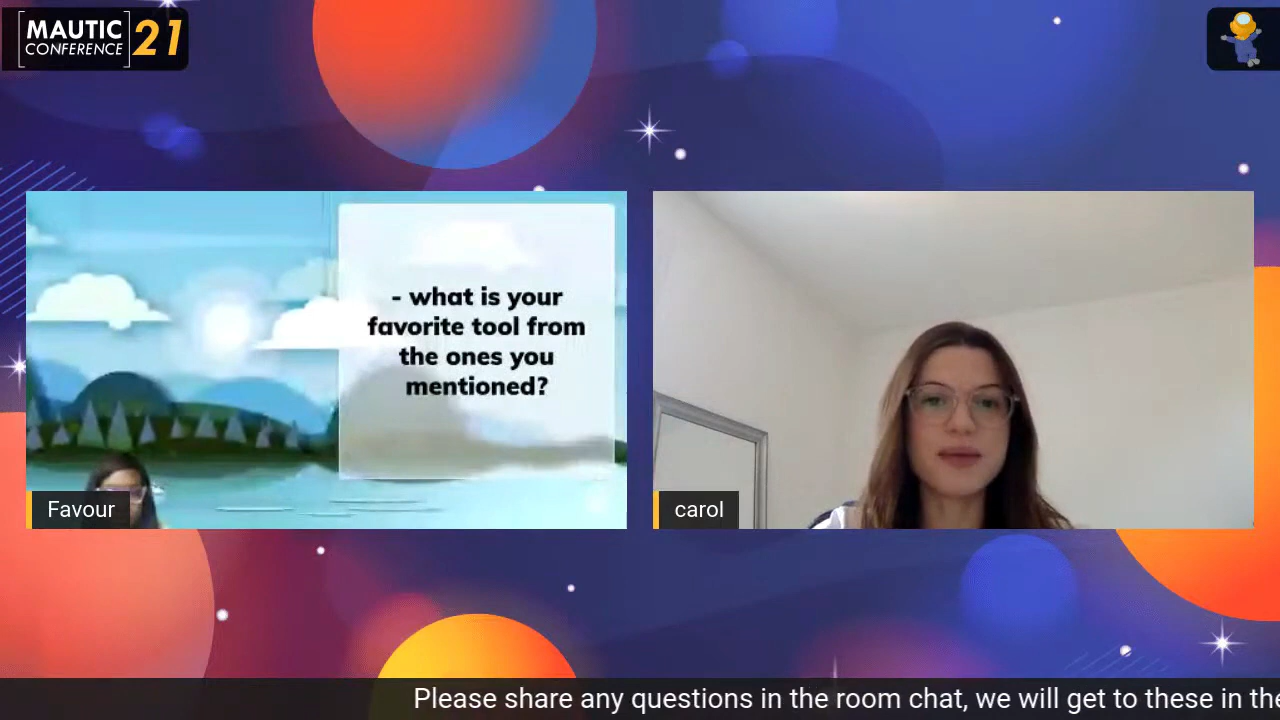 MAUTIC
CONFERENCE 21
- what is your
favorite tool from
the ones you
mentioned?
Favour
carol
Please share any questions in the room chat, we will get to these in the